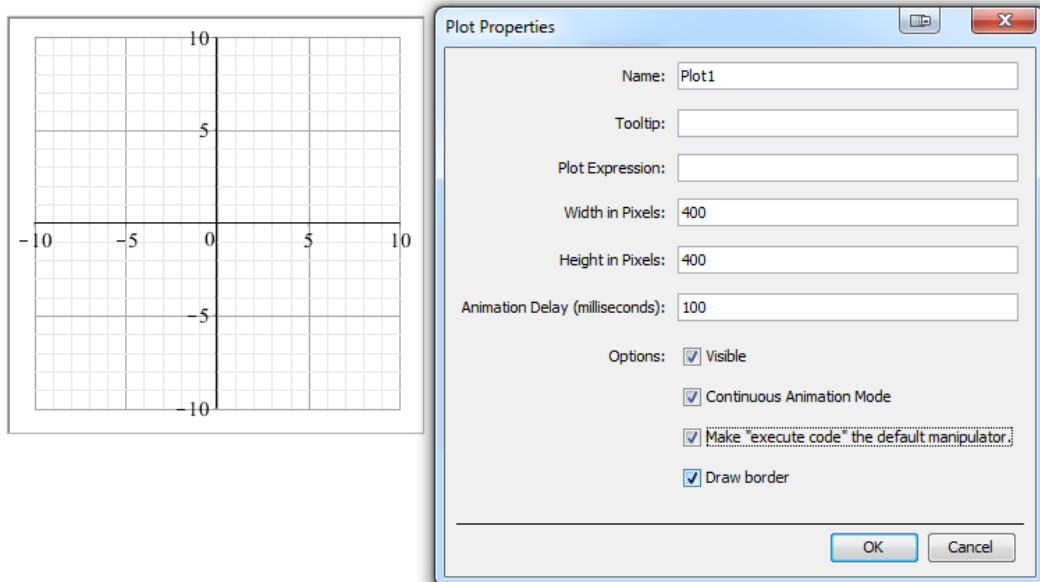 10
5
-10 -5 0 5 10
-5
-10
Plot Properties
Name: Plot1
Tooltip:
Plot Expression:
Width in Pixels: 400
Height in Pixels: 400
Animation Delay (milliseconds): 100
Options: Visible
Continuous Animation Mode
Make "execute code" the default manipulator.
Draw border
OK Cancel